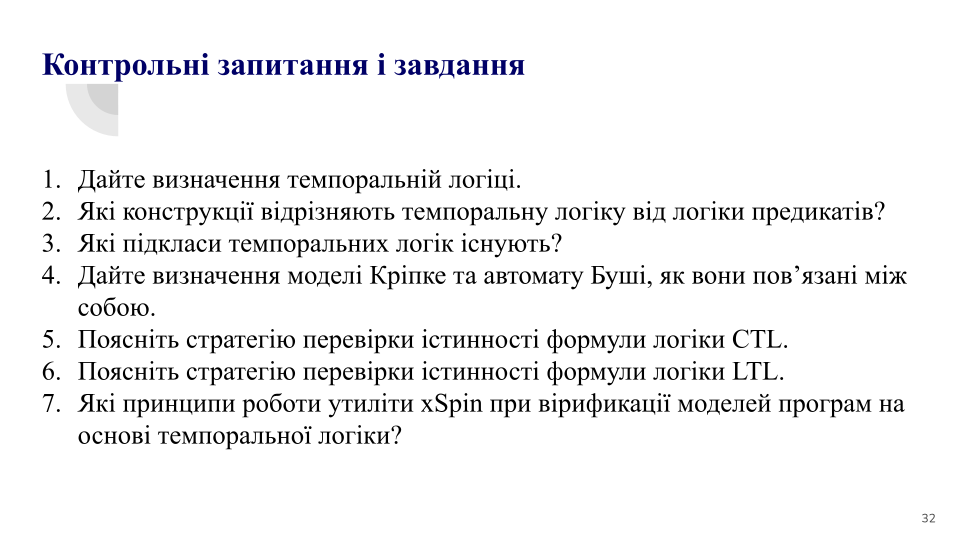 Контрольні запитання і завдання
1. Дайте визначення темпоральній логіці.
2. Які конструкції відрізняють темпоральну логіку від логіки предикатів?
3. Які підкласи темпоральних логік існують?
4. Дайте визначення моделі Кріпке та автомату Буші, як вони пов’язані між
собою.
5. Поясніть стратегію перевірки істинності формули логіки CTL.
6. Поясніть стратегію перевірки істинності формули логіки LTL.
7. Які принципи роботи утиліти xSpin при вірификації моделей програм на
основі темпоральної логіки?
32